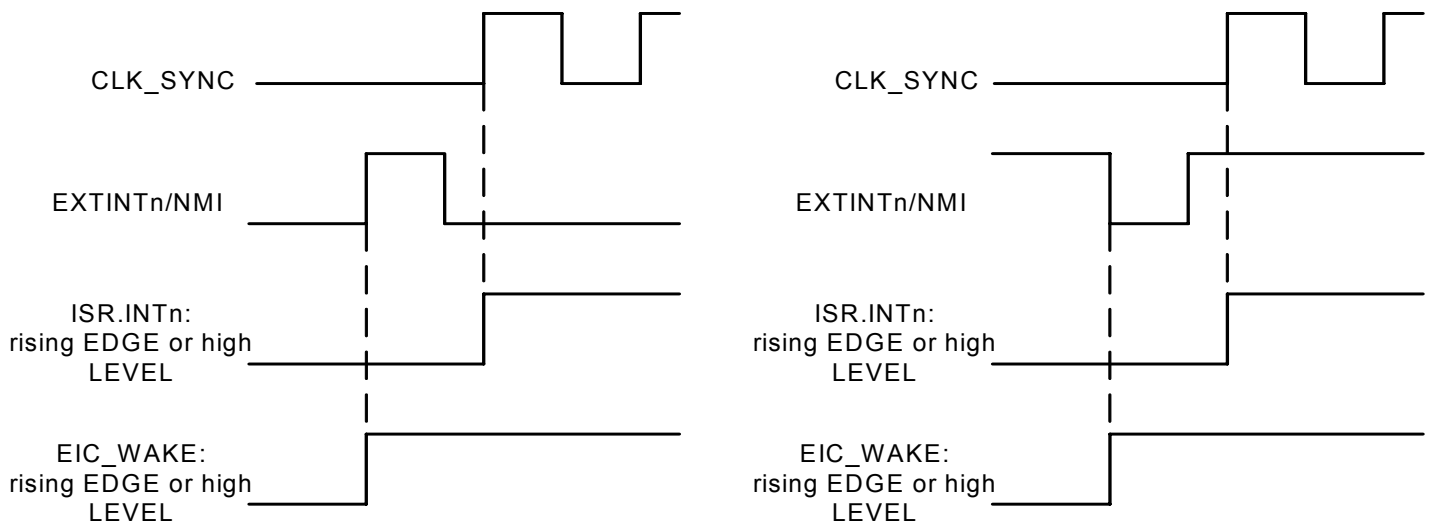 CLK_SYNC
EXTINTn/NMI
ISR.INTn:
rising EDGE or high
LEVEL
EIC_WAKE:
rising EDGE or high
LEVEL
CLK_SYNC
EXTINTn/NMI
ISR.INTn:
rising EDGE or high
LEVEL
EIC_WAKE:
rising EDGE or high
LEVEL